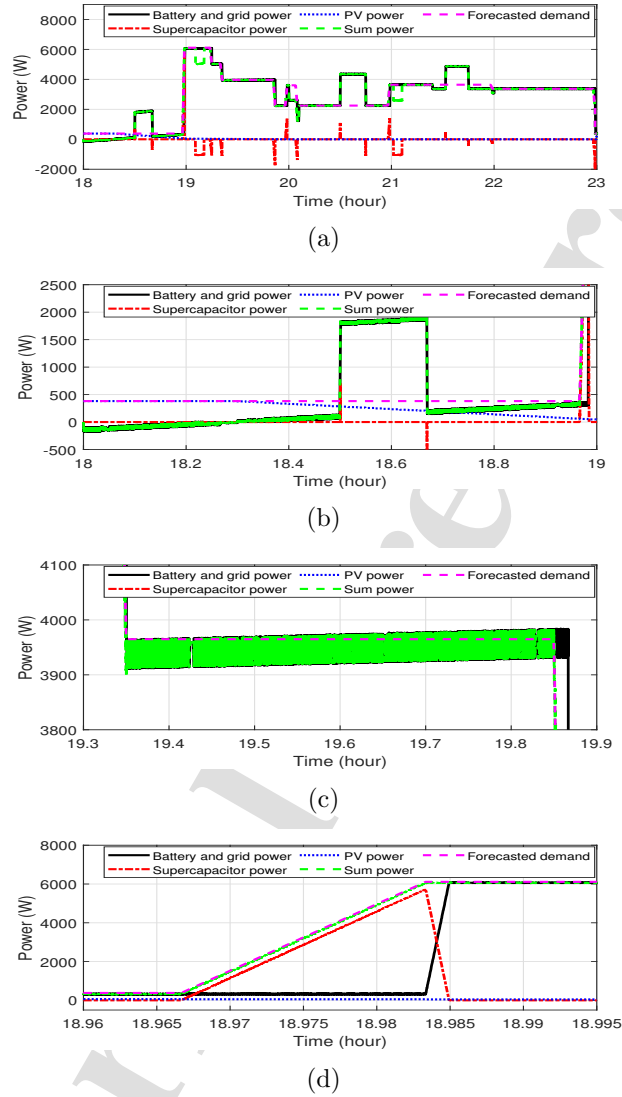 8000
6000
4000
2000
0
-2000
Power (W)
Battery and grid power
PV power
Forecasted demand
Supercapacitor power
Sum power
18
19
20
21
22
23
Time (hour)
(a)
2500
2000
1500
1000
500
0
-500
Power (W)
Battery and grid power
PV power
Forecasted demand
Supercapacitor power
Sum power
18
18.2
18.4
18.6
18.8
19
Time (hour)
(b)
4100
4000
3900
3800
Power (W)
Battery and grid power
PV power
Forecasted demand
Supercapacitor power
Sum power
19.3
19.4
19.5
19.6
19.7
19.8
19.9
Time (hour)
(c)
8000
6000
4000
2000
0
Power (W)
Battery and grid power
PV power
Forecasted demand
Supercapacitor power
Sum power
18.96
18.965
18.97
18.975
18.98
18.985
18.99
18.995
Time (hour)
(d)